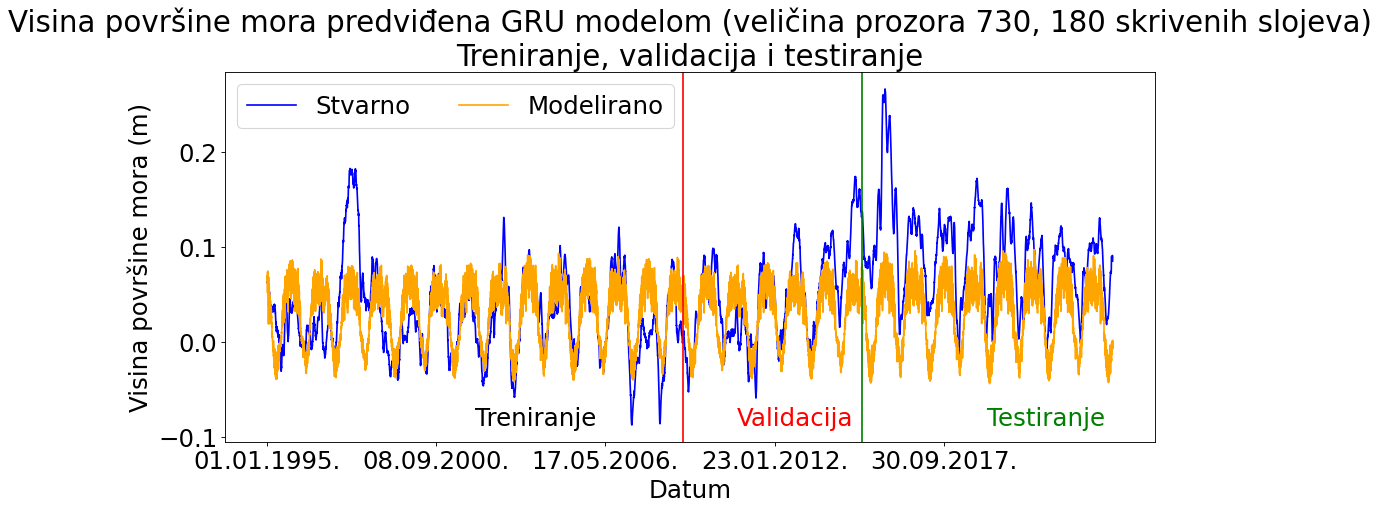 Visina površine mora predviđena GRU modelom (veličina prozora 730, 180 skrivenih slojeva)
Treniranje, validacija i testiranje
Stvarno
Modelirano
Visina površine mora (m)
0.2
0.1
0.0
−0.1
Treniranje
Validacija
Testiranje
01.01.1995.
08.09.2000.
17.05.2006.
23.01.2012.
30.09.2017.
Datum